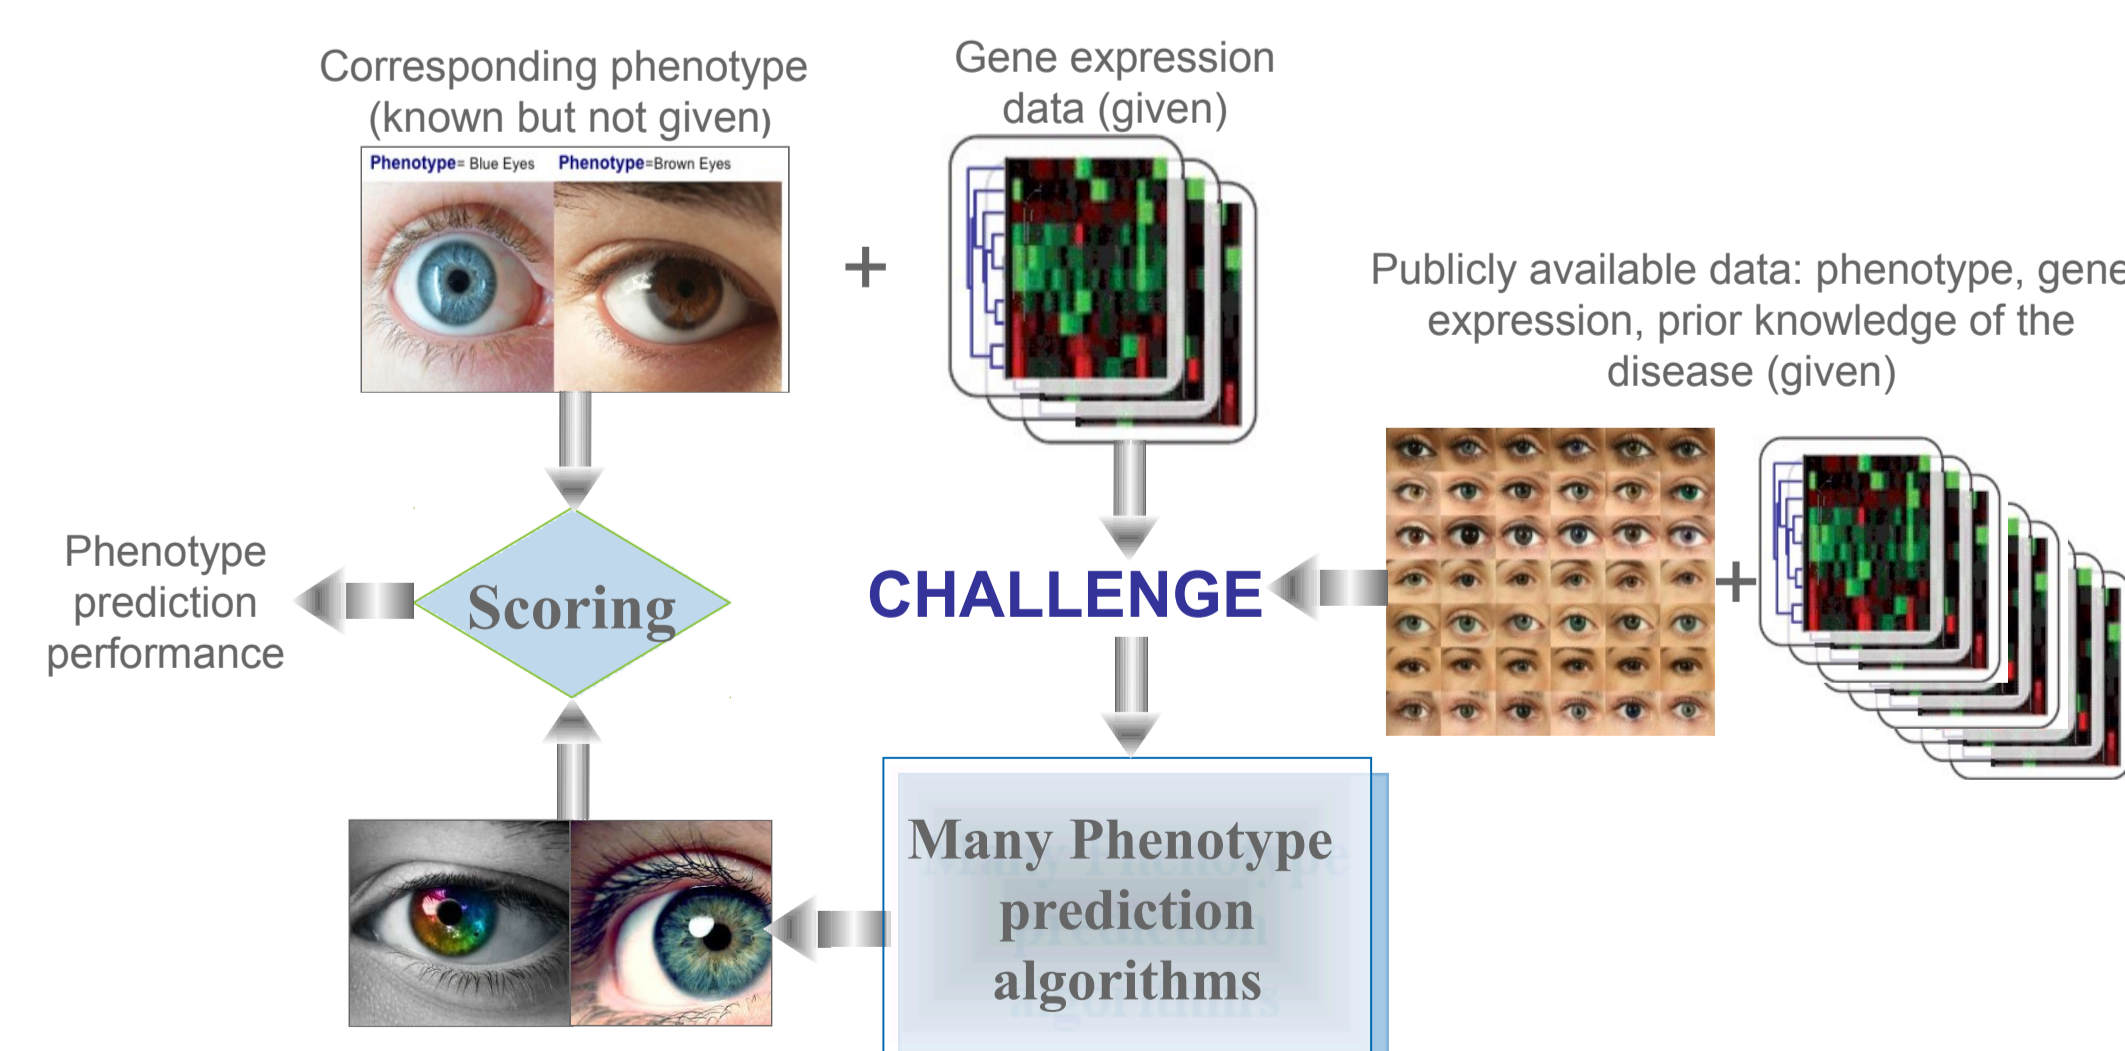 Corresponding phenotype
(known but not given)
Phenotype= Blue Eyes
Phenotype=Brown Eyes
Gene expression
data (given)
Publicly available data: phenotype, gene
expression, prior knowledge of the
disease (given)
+
+
Phenotype
prediction
performance
Scoring
CHALLENGE
Many Phenotype
prediction
algorithms